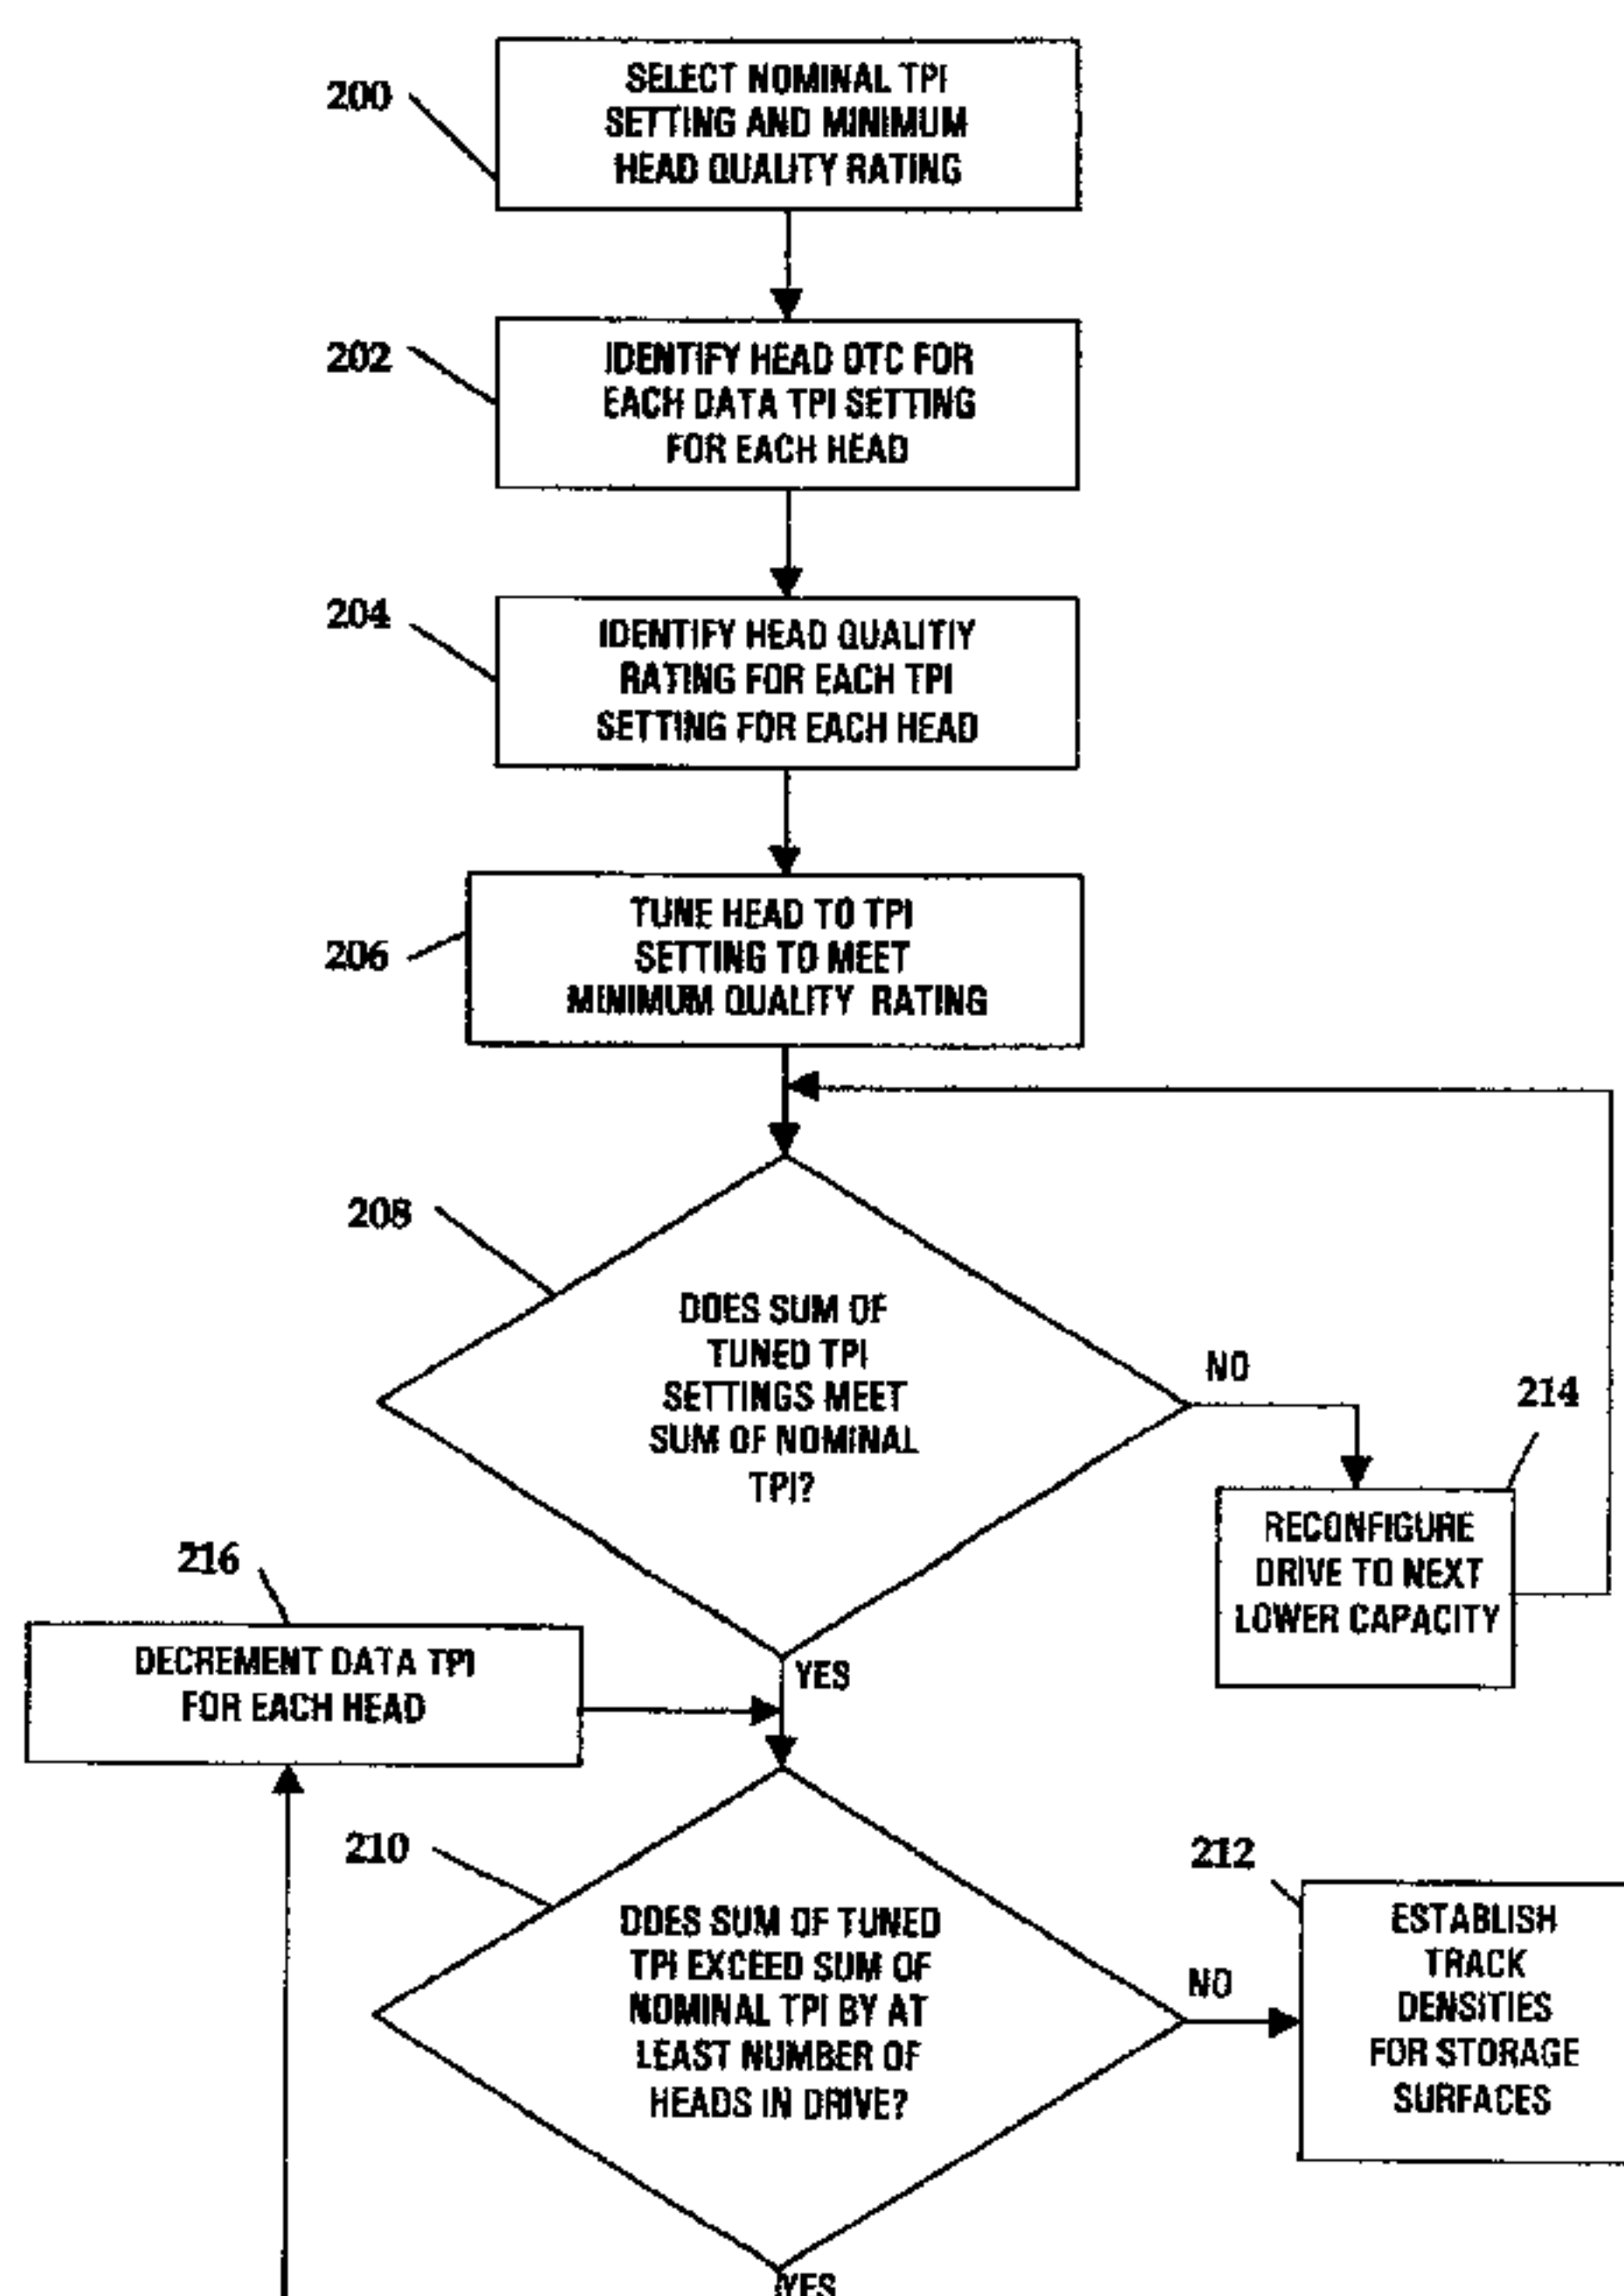 200
SELECT NOMINAL TPI
SETTING AND MINIMUM
HEAD QUALITY RATING
202
IDENTIFY HEAD OTC FOR
EACH DATA TPI SETTING
FOR EACH HEAD
204
IDENTIFY HEAD QUALITIY
RATING FOR EACH TPI
SETTING FOR EACH HEAD
206
TUNE HEAD TO TPI
SETTING TO MEET
MINIMUM QUALITY RATING
208
DOES SUM OF
TUNED TPI
SETTINGS MEET
SUM OF NOMINAL
TPI?
NO
214
RECONFIGURE
DRIVE TO NEXT
LOWER CAPACITY
YES
216
DECREMENT DATA TPI
FOR EACH HEAD
210
DOES SUM OF TUNED
TPI EXCEED SUM OF
NOMINAL TPI BY AT
LEAST NUMBER OF
HEADS IN DRIVE?
NO
212
ESTABLISH
TRACK
DENSITIES
FOR STORAGE
SURFACES
YES